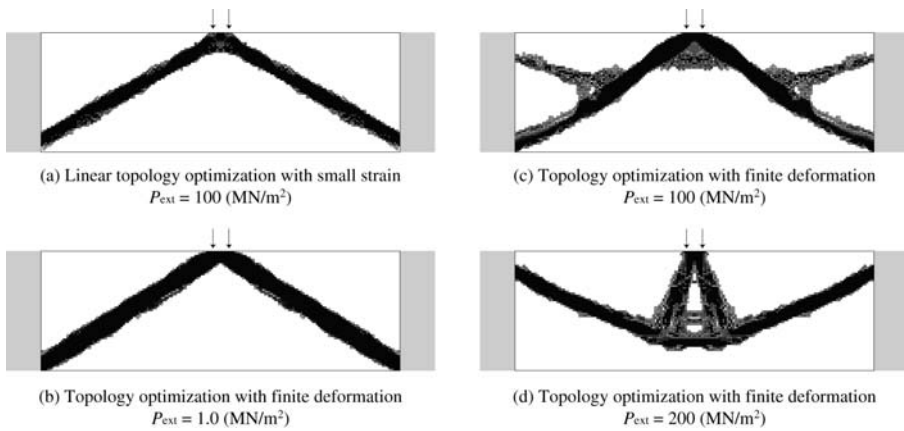 (a) Linear topology optimization with small strain
Pext = 100 (MN/m²)
(c) Topology optimization with finite deformation
Pext = 100 (MN/m²)
(b) Topology optimization with finite deformation
Pext = 1.0 (MN/m²)
(d) Topology optimization with finite deformation
Pext = 200 (MN/m²)